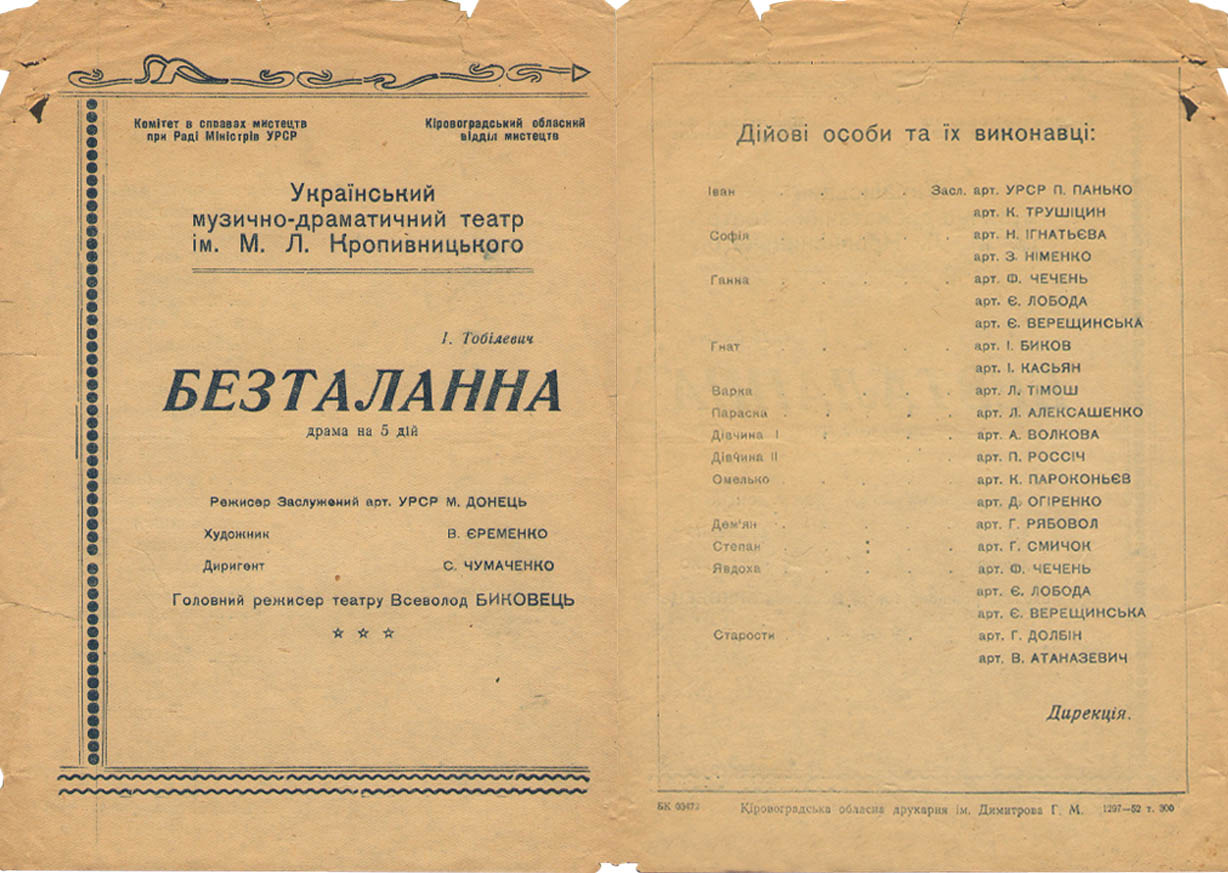 Комітет в справах мистецтв
при Раді Міністрів УРСР
Кіровоградський обласний
відділ мистецтв
Український
музично-драматичний театр
ім. М. Л. Кропивницького
І. Тобілевич
БЕЗТАЛАННА
драма на 5 дій
Режисер Заслужений арт. УРСР М. ДОНЕЦЬ
Художник В. ЄРЕМЕНКО
Диригент С. ЧУМАЧЕНКО
Головний режисер театру Всеволод БИКОВЕЦЬ
Дійові особи та їх виконавці:
Іван . . . Засл. арт. УРСР П. ПАНЬКО
арт. К. ТРУШІЦИН
Софія . . . . . арт. Н. ІГНАТЬЄВА
арт. З. НІМЕНКО
Ганна . . . . . арт. Ф. ЧЕЧЕНЬ
арт. Є. ЛОБОДА
арт. Є. ВЕРЕЩИНСЬКА
Гнат . . . . . арт. І. БИКОВ
арт. І. КАСЬЯН
Варка . . . . . арт. Л. ТІМОШ
Параска . . . . . арт. Л. АЛЕКСАШЕНКО
Дівчина І . . . . арт. А. ВОЛКОВА
Дівчина ІІ . . . . арт. П. РОССІЧ
Омелько . . . . арт. К. ПАРОКОНЬЄВ
арт. Д. ОГІРЕНКО
Дем'ян . . . . . арт. Г. РЯБОВОЛ
Степан . . . . арт. Г. СМИЧОК
Явдоха . . . . . арт. Ф. ЧЕЧЕНЬ
арт. Є. ЛОБОДА
арт. Є. ВЕРЕЩИНСЬКА
Старости . . . . . арт. Г. ДОЛБІН
арт. В. АТАНАЗЕВИЧ
Дирекція.
БК 03473 Кіровоградська обласна друкарня ім. Димитрова Г. М. 1297—52 т. 300